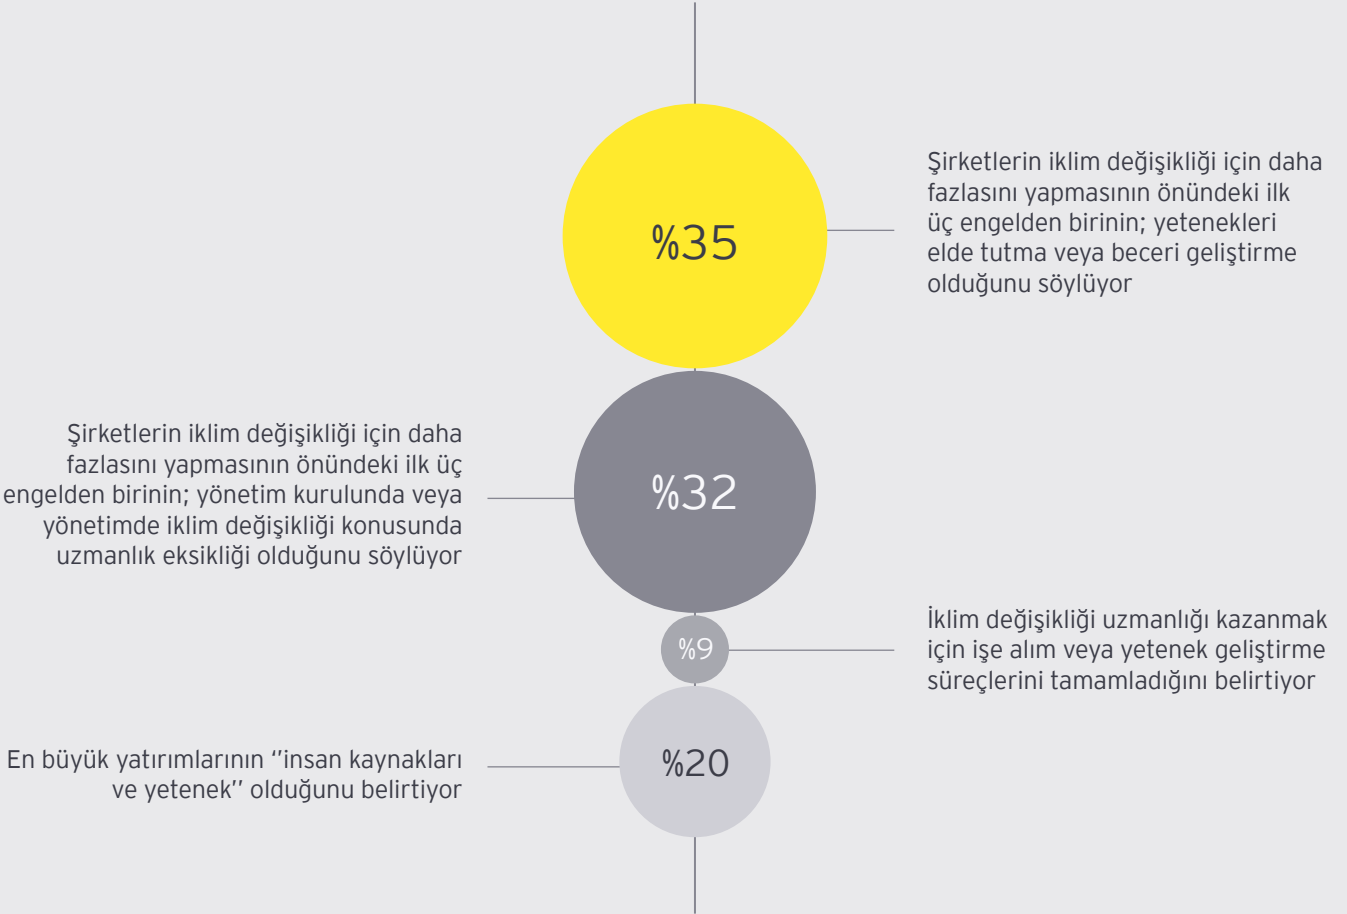 %35
Şirketlerin iklim değişikliği için daha
fazlasını yapmasının önündeki ilk
üç engelden birinin; yetenekleri
elde tutma veya beceri geliştirme
olduğunu söylüyor
Şirketlerin iklim değişikliği için daha
fazlasını yapmasının önündeki ilk üç
engelden birinin; yönetim kurulunda veya
yönetimde iklim değişikliği konusunda
uzmanlık eksikliği olduğunu söylüyor
%32
%9
İklim değişikliği uzmanlığı kazanmak
için işe alım veya yetenek geliştirme
süreçlerini tamamladığını belirtiyor
En büyük yatırımlarının ‘’insan kaynakları
ve yetenek’’ olduğunu belirtiyor
%20